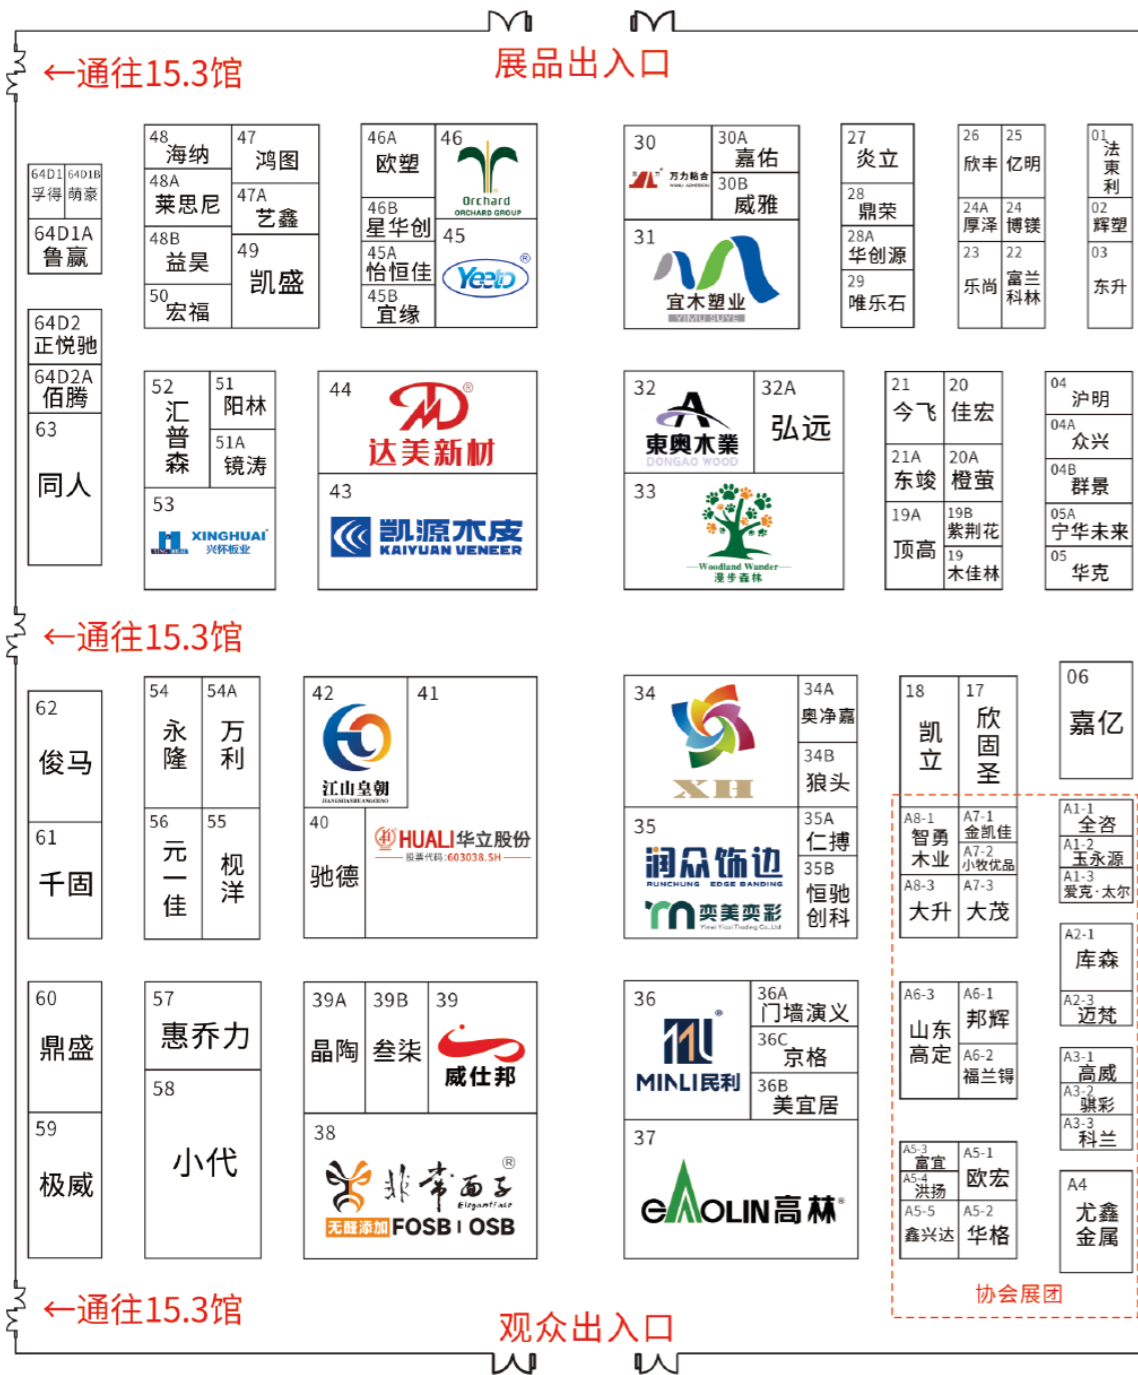 展品出入口
←通往15.3馆
64D1
孚得
64D1B
萌豪
64D1A
鲁赢
48
海纳
47
鸿图
48A
莱思尼
47A
艺鑫
48B
益昊
49
凯盛
50
宏福
46A
欧塑
46
Orchard
ORCHARD GROUP
46B
星华创
45A
怡恒佳
45
Yeelo®
45B
宜缘
30
万力粘合
WANLI ADHESION
30A
嘉佑
30B
威雅
31
宜木塑业
YIMU SUYE
27
炎立
28
鼎荣
28A
华创源
29
唯乐石
26
欣丰
25
亿明
24A
厚泽
24
博镁
23
乐尚
22
富兰
科林
01
法
東
利
02
辉塑
03
东升
64D2
正悦驰
64D2A
佰腾
63
同人
52
汇
普
森
51
阳林
51A
镜涛
53
XINGHUAI
兴怀板业
44
达美新材
43
凯源木皮
KAIYUAN VENEER
32
東奥木業
DONGAO WOOD
32A
弘远
33
Woodland Wander
漫步森林
21
今飞
20
佳宏
21A
东竣
20A
橙萤
19A
顶高
19B
紫荆花
19
木佳林
04
沪明
04A
众兴
04B
群景
05A
宁华未来
05
华克
←通往15.3馆
62
俊马
61
千固
54
永
隆
54A
万
利
56
元
一
佳
55
枧
洋
42
江山皇朝
JIANGSHANHUANGCHAO
41
HUALI华立股份
股票代码:603038.SH
40
驰德
34
XH
34A
奥净嘉
34B
狼头
35
润众饰边
RUNCHUNG EDGE BANDING
奕美奕彩
Yimei Yicai Trading Co.,Ltd
35A
仁搏
35B
恒驰
创科
18
凯
立
17
欣
固
圣
06
嘉亿
A8-1
智勇
木业
A7-1
金凯佳
A7-2
小牧优品
A8-3
大升
A7-3
大茂
A1-1
全咨
A1-2
玉永源
A1-3
爱克·太尔
A2-1
库森
A2-3
迈梵
60
鼎盛
59
极威
57
惠乔力
58
小代
39A
晶陶
39B
叁柒
39
威仕邦
38
非常面子®
ElegantFace
无醛添加 FOSB | OSB
36
MINLI民利
36A
门墙演义
36C
京格
36B
美宜居
37
GAOLIN高林®
A6-3
山东
高定
A6-1
邦辉
A6-2
福兰锝
A3-1
高威
A3-2
骐彩
A3-3
科兰
A5-3
富宜
A5-4
洪扬
A5-1
欧宏
A5-5
鑫兴达
A5-2
华格
A4
尤鑫
金属
协会展团
←通往15.3馆
观众出入口